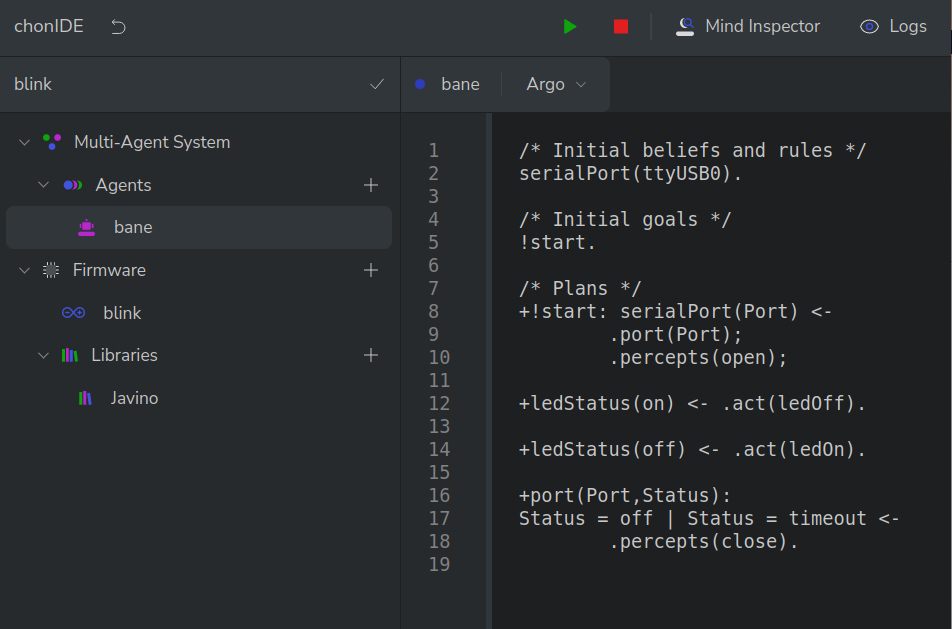 chonIDE
Mind Inspector
Logs
blink
bane
Argo
Multi-Agent System
Agents
bane
Firmware
blink
Libraries
Javino
1 /* Initial beliefs and rules */
2 serialPort(ttyUSB0).
3
4 /* Initial goals */
5 !start.
6
7 /* Plans */
8 +!start: serialPort(Port) <-
9 .port(Port);
10 .percepts(open);
11
12 +ledStatus(on) <- .act(ledOff).
13
14 +ledStatus(off) <- .act(ledOn).
15
16 +port(Port,Status):
17 Status = off | Status = timeout <-
18 .percepts(close).
19